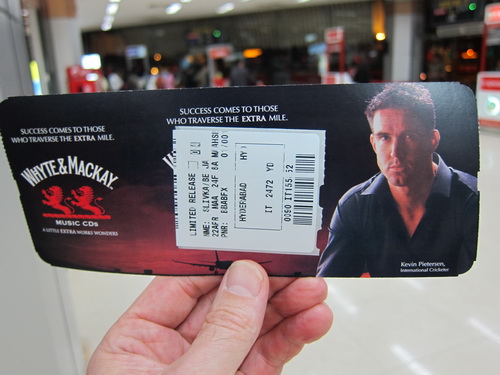 SUCCESS COMES TO THOSE
WHO TRAVERSE THE EXTRA MILE.
WHYTE & MACKAY.
MUSIC CDs
A LITTLE EXTRA WORKS WONDERS
SUCCESS COMES TO THOSE
WHO TRAVERSE THE EXTRA MILE.
LIMITED RELEASE
HYDERABAD HYD
IT 2472 YD
Kevin Pietersen,
International Cricketer